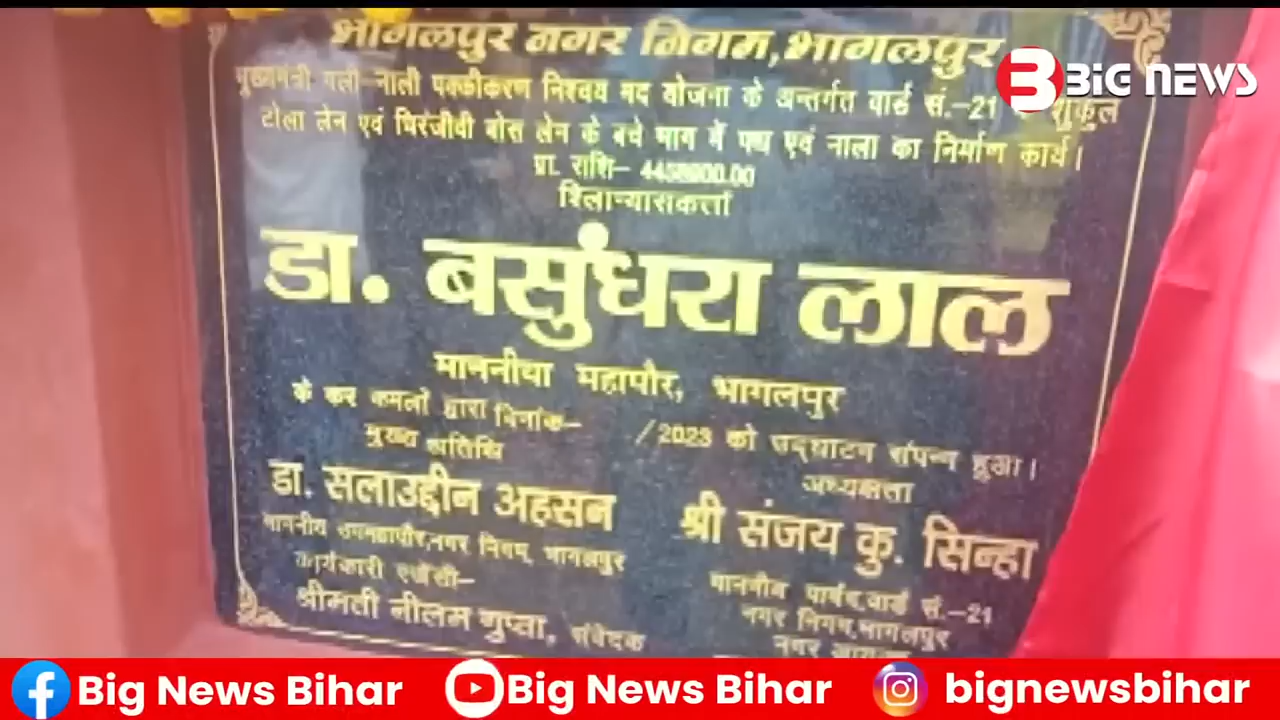 भागलपुर नगर निगम,भागलपुर
BiG NEWS
मुख्यमंत्री गली-नाली पक्कीकरण निश्चय मद योजना के अन्तर्गत वार्ड सं.-21 शुकुल
टोला लेन एवं चिरंजीवी बोस लेन के बचे भाग में पथ एवं नाला का निर्माण कार्य।
प्रा. राशि-
शिलान्यासकर्ता
डा. बसुंधरा लाल
माननीया महापौर, भागलपुर
के कर कमलों द्वारा दिनांक- /2023 को उद्घाटन संपन्न हुआ।
मुख्य अतिथि
अध्यक्षता
डा. सलाउद्दीन अहसन
श्री संजय कु. सिन्हा
माननीय उपमहापौर,नगर निगम, भागलपुर
माननीय पार्षद,वार्ड सं.-21
कार्यकारी एजेंसी-
नगर निगम,भागलपुर
श्रीमती नीलम गुप्ता, संवेदक
नगर
Big News Bihar
Big News Bihar
bignewsbihar